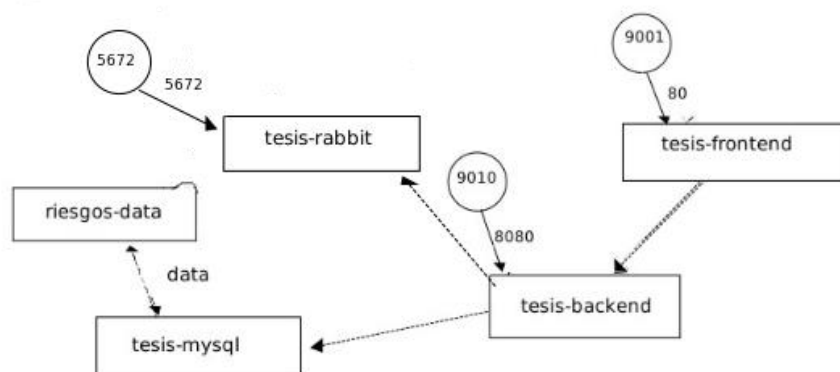 9001
5672
5672
80
tesis-rabbit
tesis-frontend
9010
riesgos-data
8080
data
tesis-backend
tesis-mysql